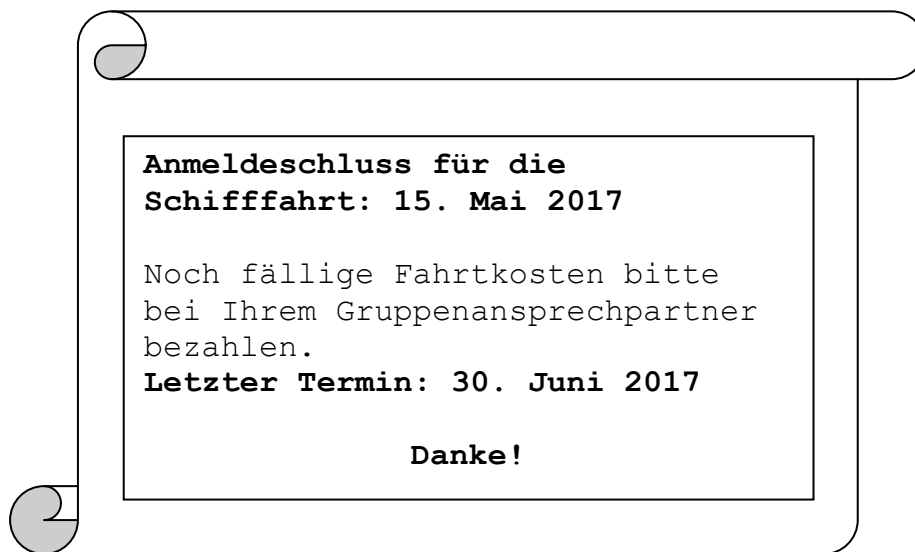 Anmeldeschluss für die
Schifffahrt: 15. Mai 2017
Noch fällige Fahrtkosten bitte
bei Ihrem Gruppenansprechpartner
bezahlen.
Letzter Termin: 30. Juni 2017
Danke!